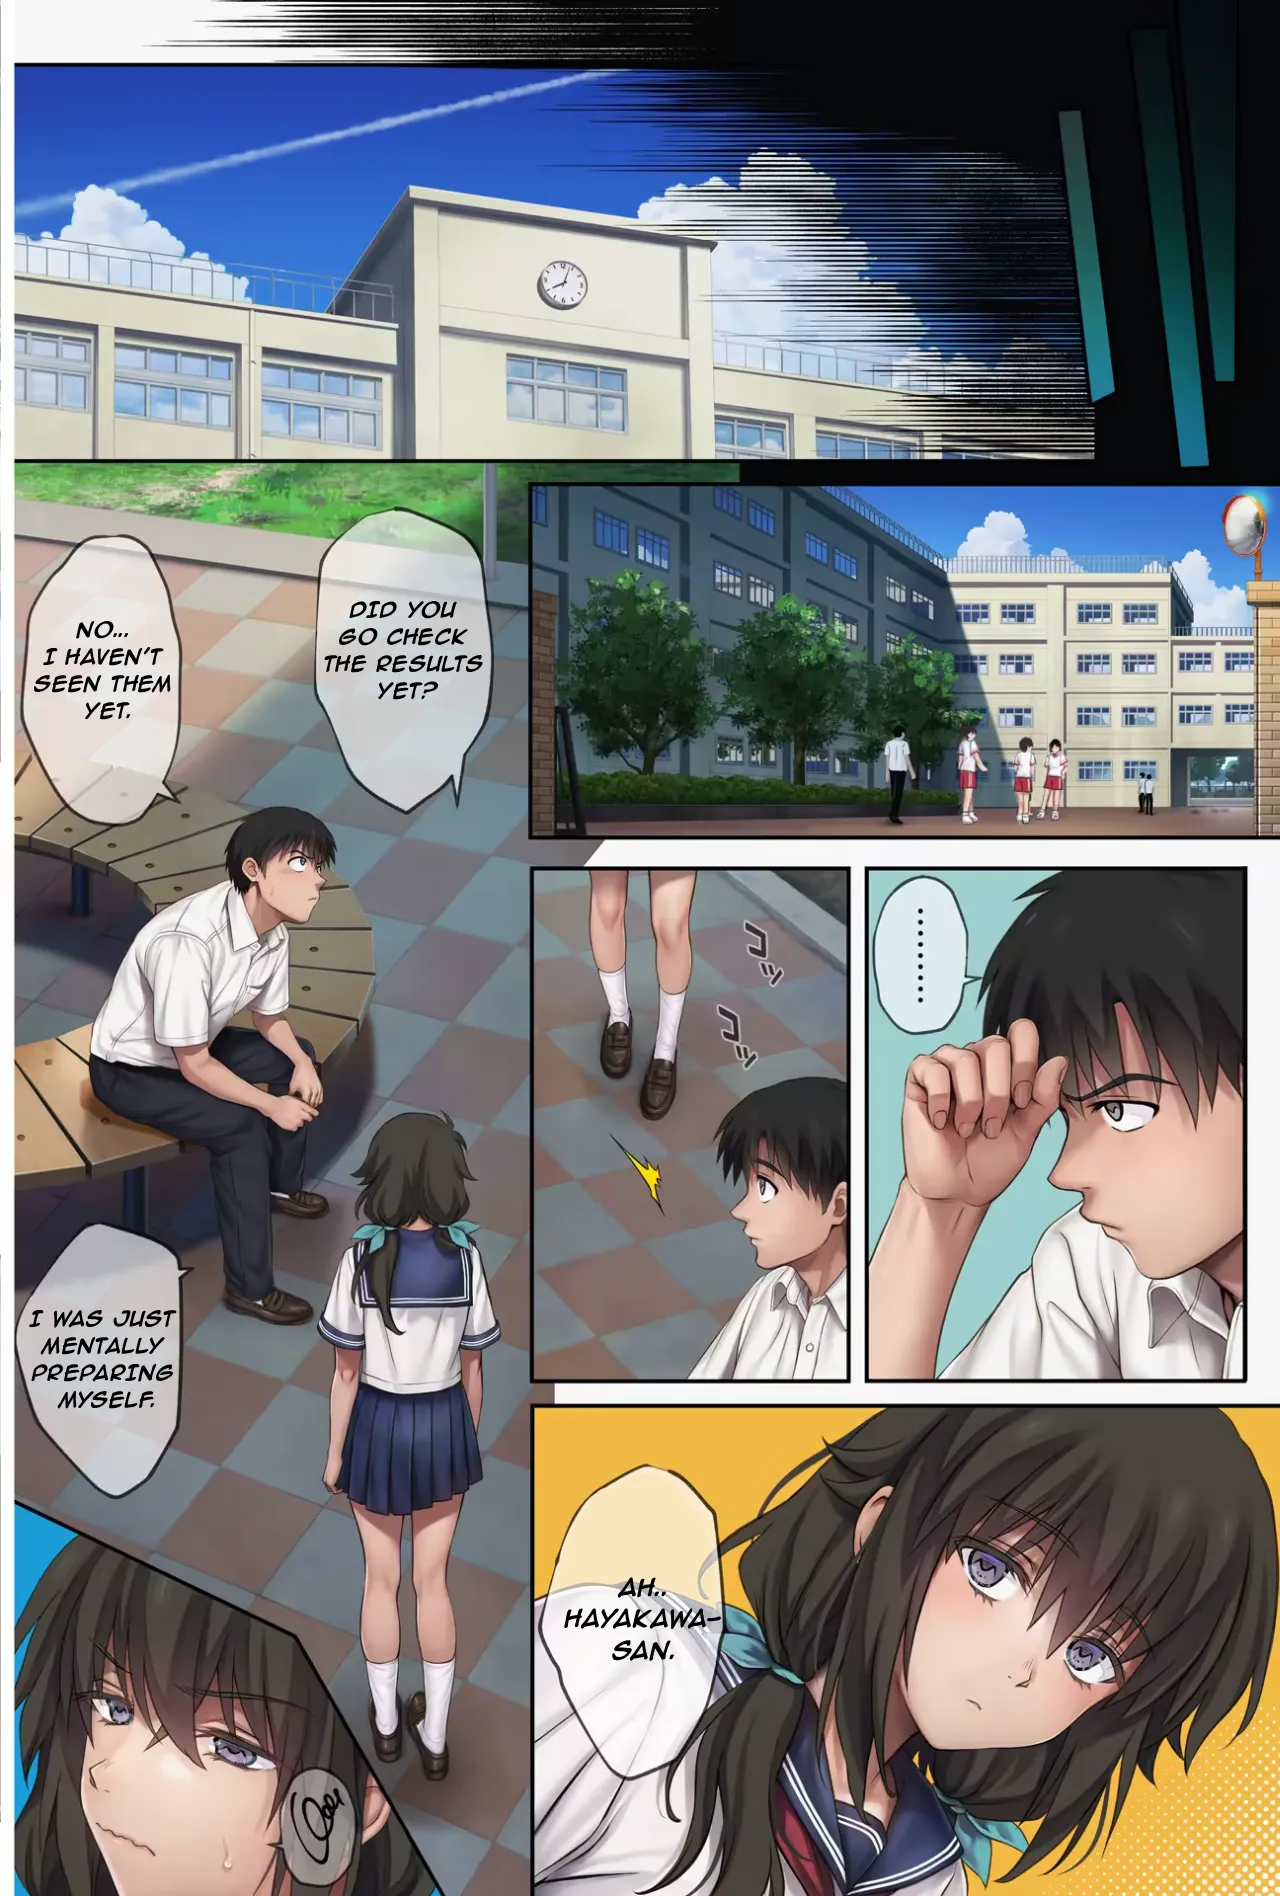 .........
コッ
コッ
AH..
HAYAKAWA-
SAN.
DID YOU
GO CHECK
THE RESULTS
YET?
NO...
I HAVEN'T
SEEN THEM
YET.
I WAS JUST
MENTALLY
PREPARING
MYSELF.